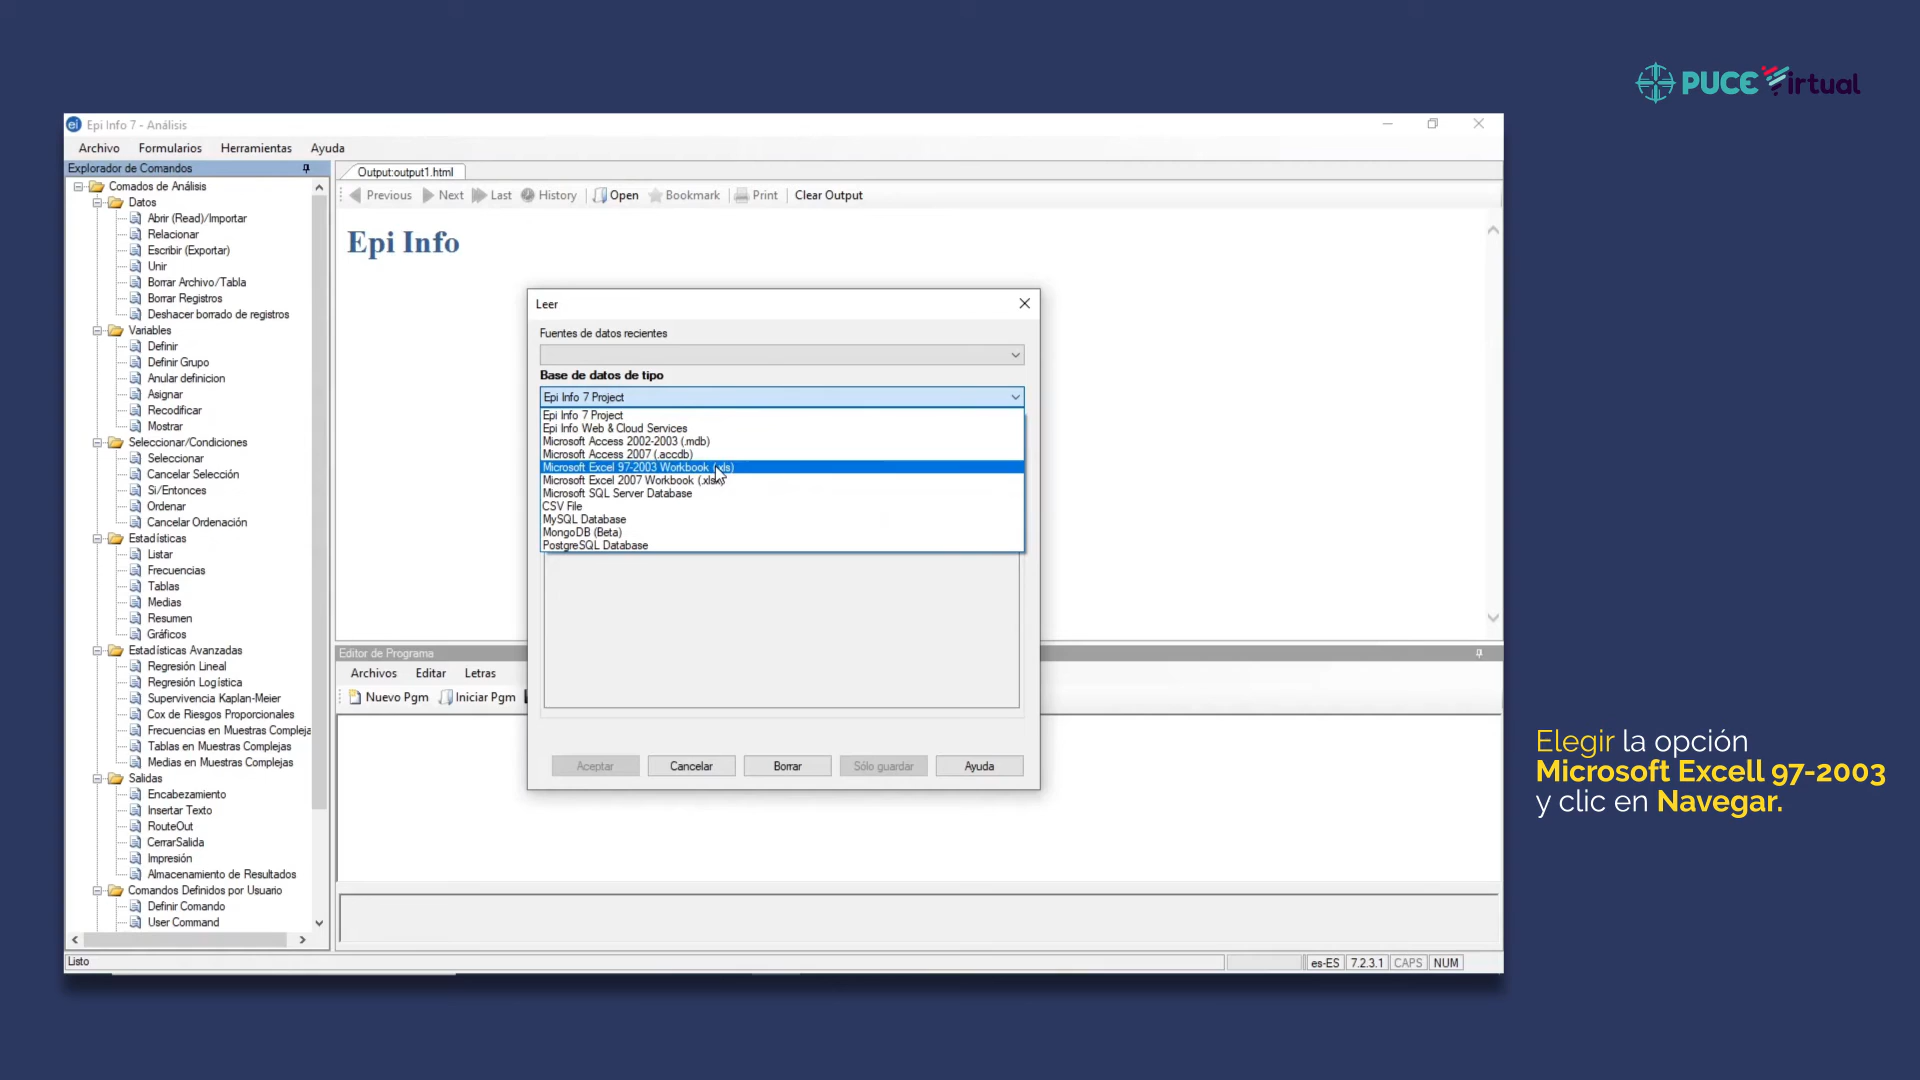 PUCE Virtual
Epi Info 7 - Análisis
Archivo Formularios Herramientas Ayuda
Explorador de Comandos
Comados de Análisis
Datos
Abrir (Read)/Importar
Relacionar
Escribir (Exportar)
Unir
Borrar Archivo/Tabla
Borrar Registros
Deshacer borrado de registros
Variables
Definir
Definir Grupo
Anular definicion
Asignar
Recodificar
Mostrar
Seleccionar/Condiciones
Seleccionar
Cancelar Selección
Si/Entonces
Ordenar
Cancelar Ordenación
Estadísticas
Listar
Frecuencias
Tablas
Medias
Resumen
Gráficos
Estadísticas Avanzadas
Regresión Lineal
Regresión Logística
Supervivencia Kaplan-Meier
Cox de Riesgos Proporcionales
Frecuencias en Muestras Compleja
Tablas en Muestras Complejas
Medias en Muestras Complejas
Salidas
Encabezamiento
Insertar Texto
RouteOut
CerrarSalida
Impresión
Almacenamiento de Resultados
Comandos Definidos por Usuario
Definir Comando
User Command
Output:output1.html
Previous Next Last History Open Bookmark Print Clear Output
Epi Info
Leer
Fuentes de datos recientes
Base de datos de tipo
Epi Info 7 Project
Epi Info 7 Project
Epi Info Web & Cloud Services
Microsoft Access 2002-2003 (.mdb)
Microsoft Access 2007 (.accdb)
Microsoft Excel 97-2003 Workbook (.xls)
Microsoft Excel 2007 Workbook (.xlsx)
Microsoft SQL Server Database
CSV File
MySQL Database
MongoDB (Beta)
PostgreSQL Database
Aceptar Cancelar Borrar Sólo guardar Ayuda
Editor de Programa
Archivos Editar Letras
Nuevo Pgm Iniciar Pgm
Listo
es-ES 7.2.3.1 CAPS NUM
Elegir la opción
Microsoft Excell 97-2003
y clic en Navegar.